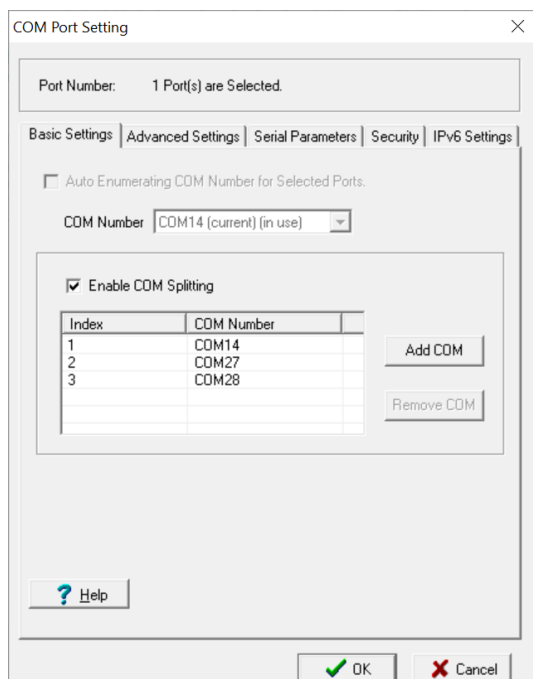 COM Port Setting
Port Number: 1 Port(s) are Selected.
Basic Settings Advanced Settings Serial Parameters Security IPv6 Settings
Auto Enumerating COM Number for Selected Ports.
COM Number COM14 (current) (in use)
Enable COM Splitting
Index COM Number
1 COM14
2 COM27
3 COM28
Add COM
Remove COM
? Help
OK Cancel